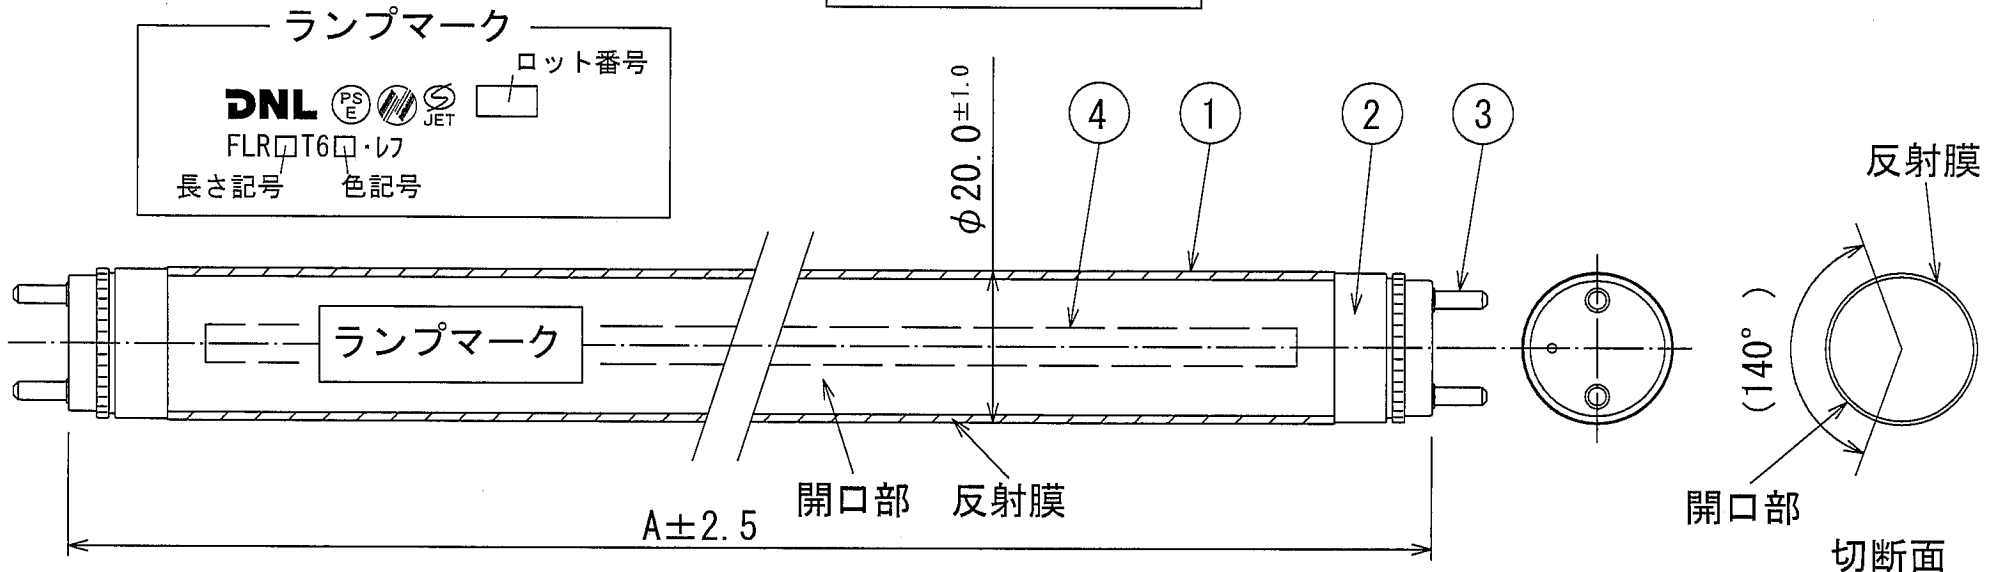 ランプマーク
ロット番号
DNL PSE JET
FLR□T6□・レフ
長さ記号 色記号
φ20.0±1.0
④ ① ② ③
反射膜
ランプマーク
(140°)
開口部 反射膜
開口部
A±2.5
切断面